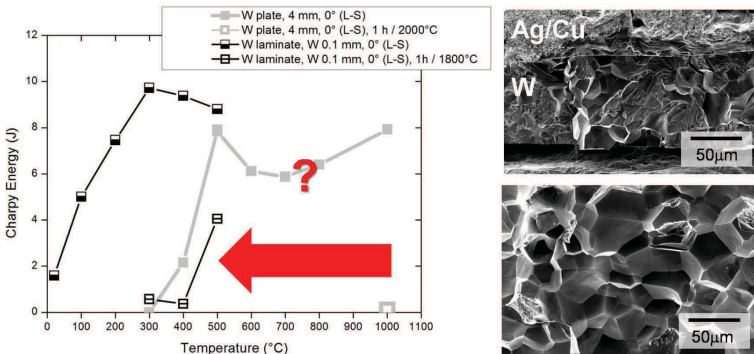 W plate, 4 mm, 0° (L-S)
W plate, 4 mm, 0° (L-S), 1 h / 2000°C
W laminate, W 0.1 mm, 0° (L-S)
W laminate, W 0.1 mm, 0° (L-S), 1h / 1800°C
12
10
8
6
4
2
0
Charpy Energy (J)
?
0 100 200 300 400 500 600 700 800 900 1000 1100
Temperature (°C)
Ag/Cu
W
50µm
50µm